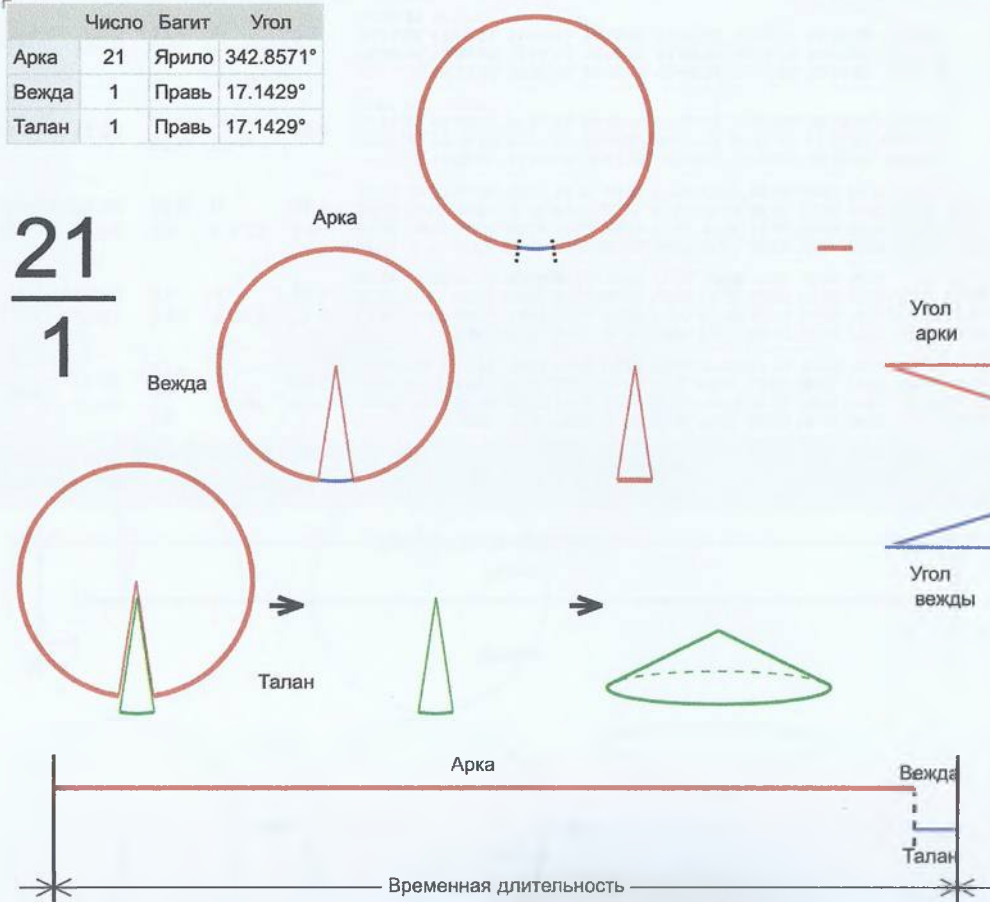 Число Багит Угол
Арка 21 Ярило 342.8571°
Вежда 1 Правь 17.1429°
Талан 1 Правь 17.1429°
21
1
Арка
Вежда
Угол
арки
Угол
вежды
Талан
Арка
Вежда
Талан
Временная длительность